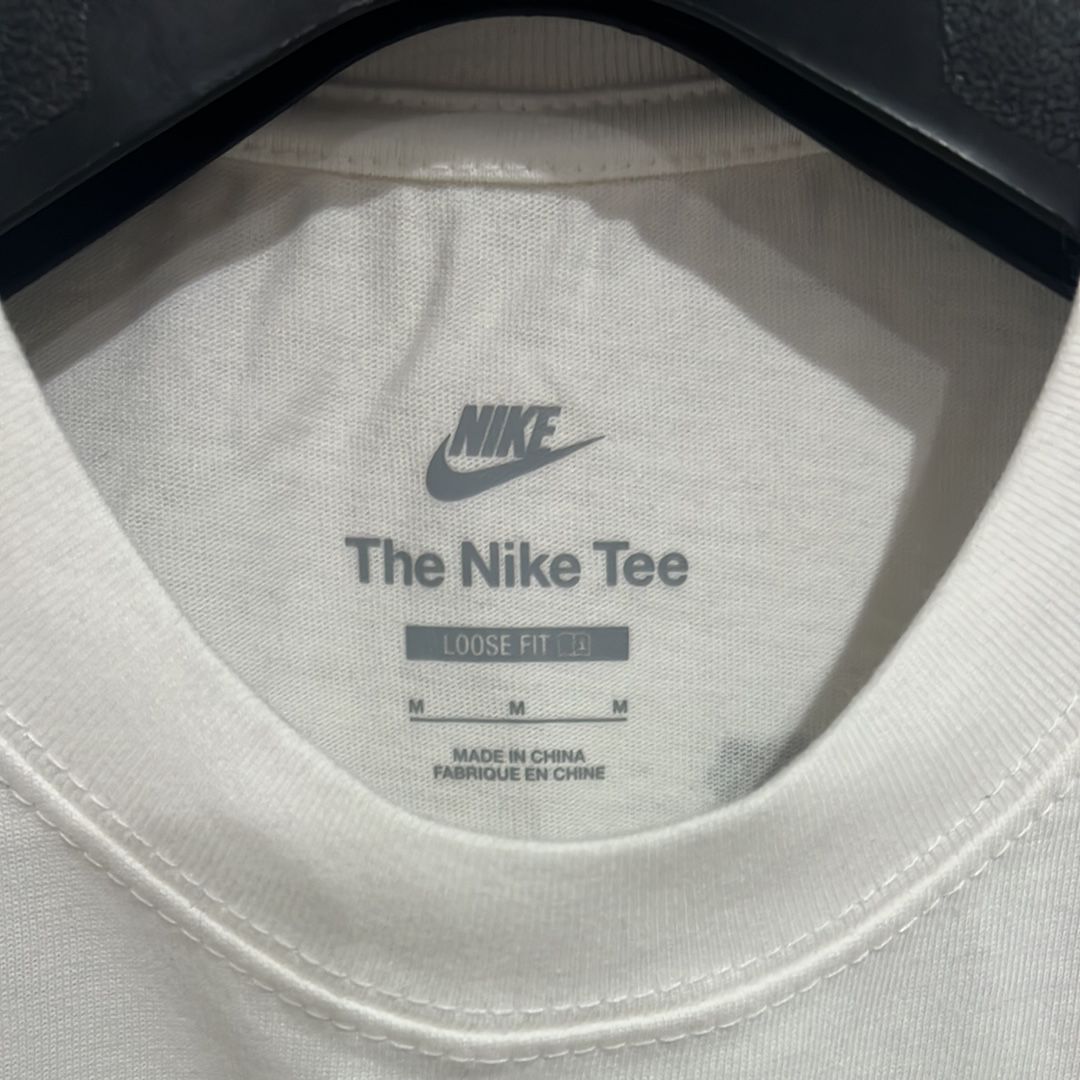 NIKE
The Nike Tee
LOOSE FIT
M M M
MADE IN CHINA
FABRIQUE EN CHINE